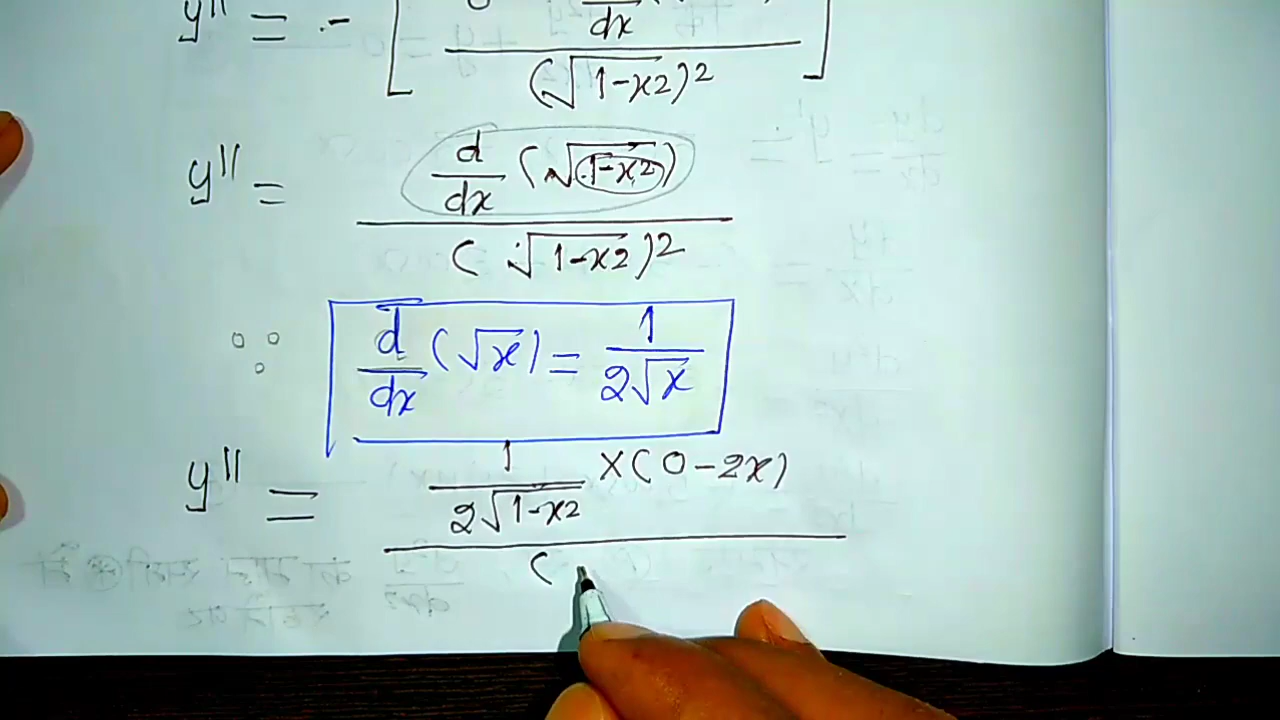 y'' = - [ 0 d/dx / (√1-x2)2 ]
y'' = d/dx (√1-x2) / (√1-x2)2
∵ d/dx (√x) = 1 / 2√x
y'' = 1 / 2√1-x2 × (0-2x) / (